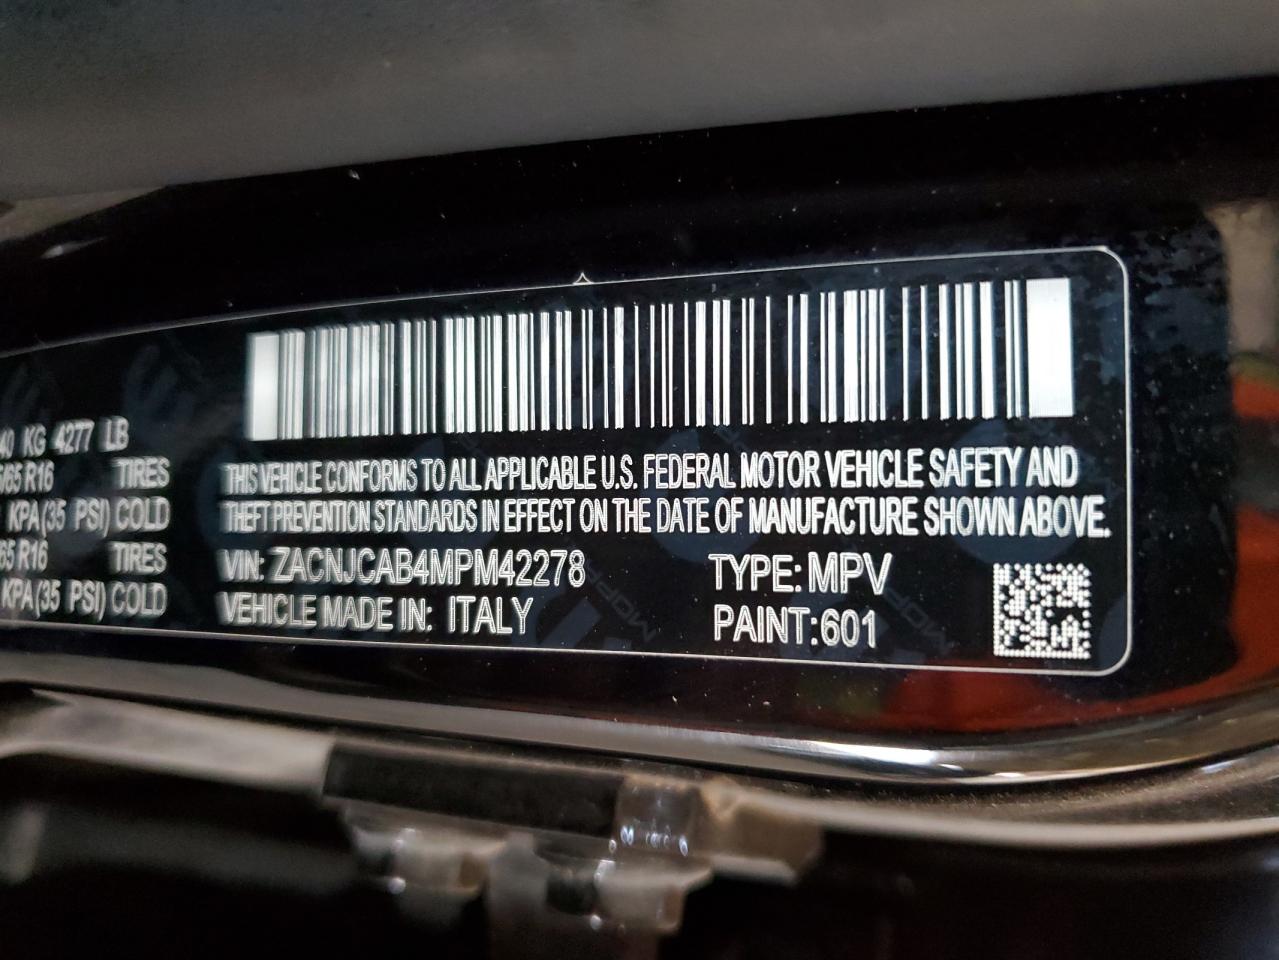 40 KG 4277 LB
/65 R16 TIRES
KPA(35 PSI) COLD
65 R16 TIRES
KPA(35 PSI) COLD
THIS VEHICLE CONFORMS TO ALL APPLICABLE U.S. FEDERAL MOTOR VEHICLE SAFETY AND
THEFT PREVENTION STANDARDS IN EFFECT ON THE DATE OF MANUFACTURE SHOWN ABOVE.
VIN: ZACNJCAB4MPM42278 TYPE: MPV
VEHICLE MADE IN: ITALY PAINT:601